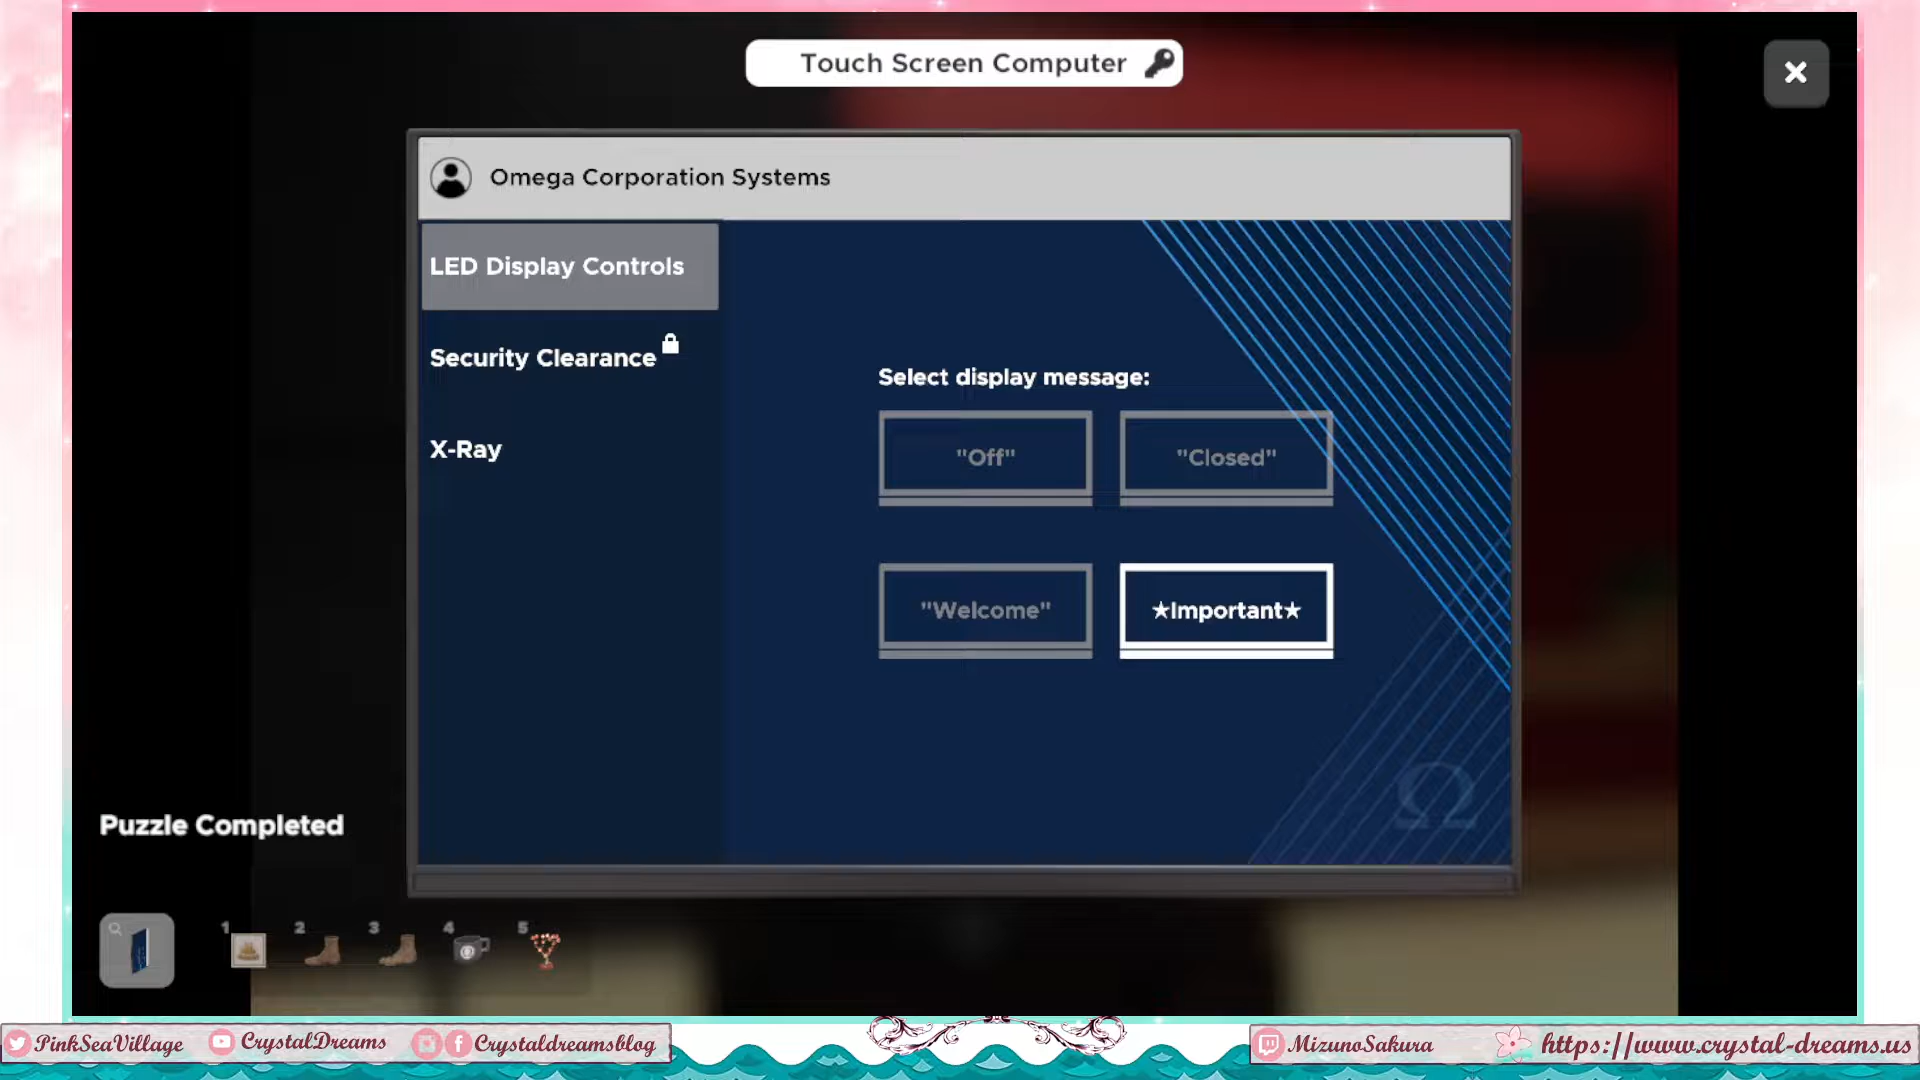 Touch Screen Computer
Omega Corporation Systems
LED Display Controls
Security Clearance
X-Ray
Select display message:
"Off"
"Closed"
"Welcome"
★Important★
Ω
Puzzle Completed
1 2 3 4 5
PinkSeaVillage
CrystalDreams
Crystaldreamsblog
MizunoSakura
https://www.crystal-dreams.us